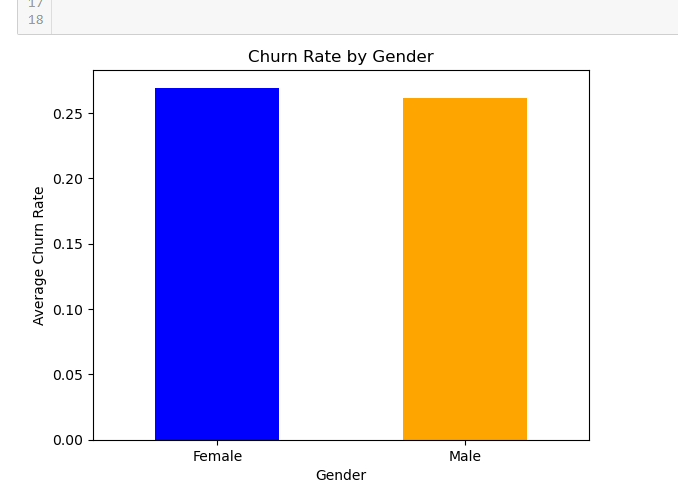 17
18
Churn Rate by Gender
Average Churn Rate
0.25
0.20
0.15
0.10
0.05
0.00
Female Male
Gender